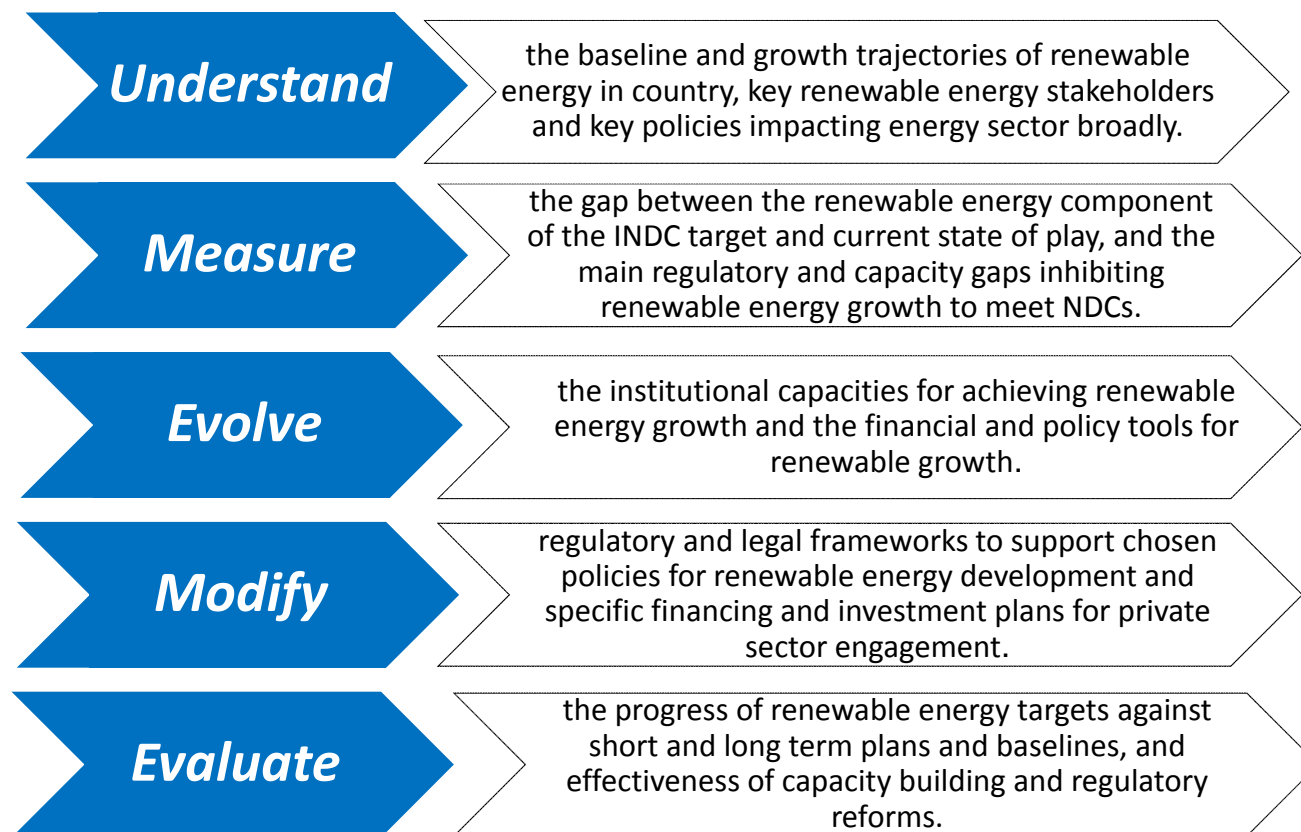 Understand
the baseline and growth trajectories of renewable
energy in country, key renewable energy stakeholders
and key policies impacting energy sector broadly.
Measure
the gap between the renewable energy component
of the INDC target and current state of play, and the
main regulatory and capacity gaps inhibiting
renewable energy growth to meet NDCs.
Evolve
the institutional capacities for achieving renewable
energy growth and the financial and policy tools for
renewable growth.
Modify
regulatory and legal frameworks to support chosen
policies for renewable energy development and
specific financing and investment plans for private
sector engagement.
Evaluate
the progress of renewable energy targets against
short and long term plans and baselines, and
effectiveness of capacity building and regulatory
reforms.